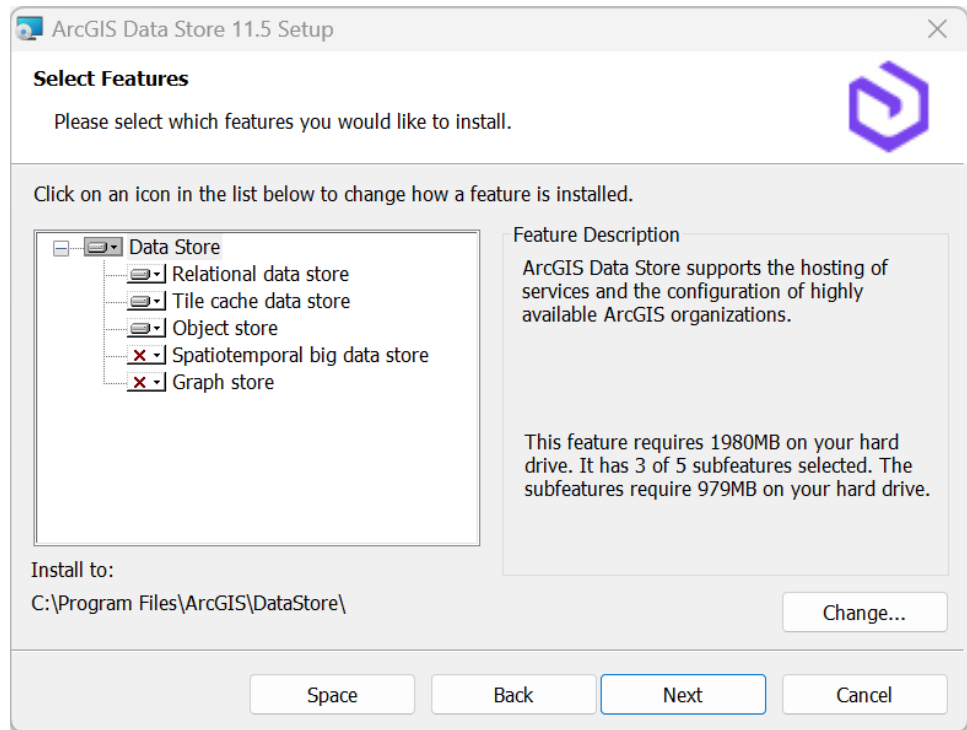 ArcGIS Data Store 11.5 Setup
Select Features
Please select which features you would like to install.
Click on an icon in the list below to change how a feature is installed.
Data Store
Relational data store
Tile cache data store
Object store
Spatiotemporal big data store
Graph store
Feature Description
ArcGIS Data Store supports the hosting of
services and the configuration of highly
available ArcGIS organizations.
This feature requires 1980MB on your hard
drive. It has 3 of 5 subfeatures selected. The
subfeatures require 979MB on your hard drive.
Install to:
C:\Program Files\ArcGIS\DataStore\
Change...
Space
Back
Next
Cancel